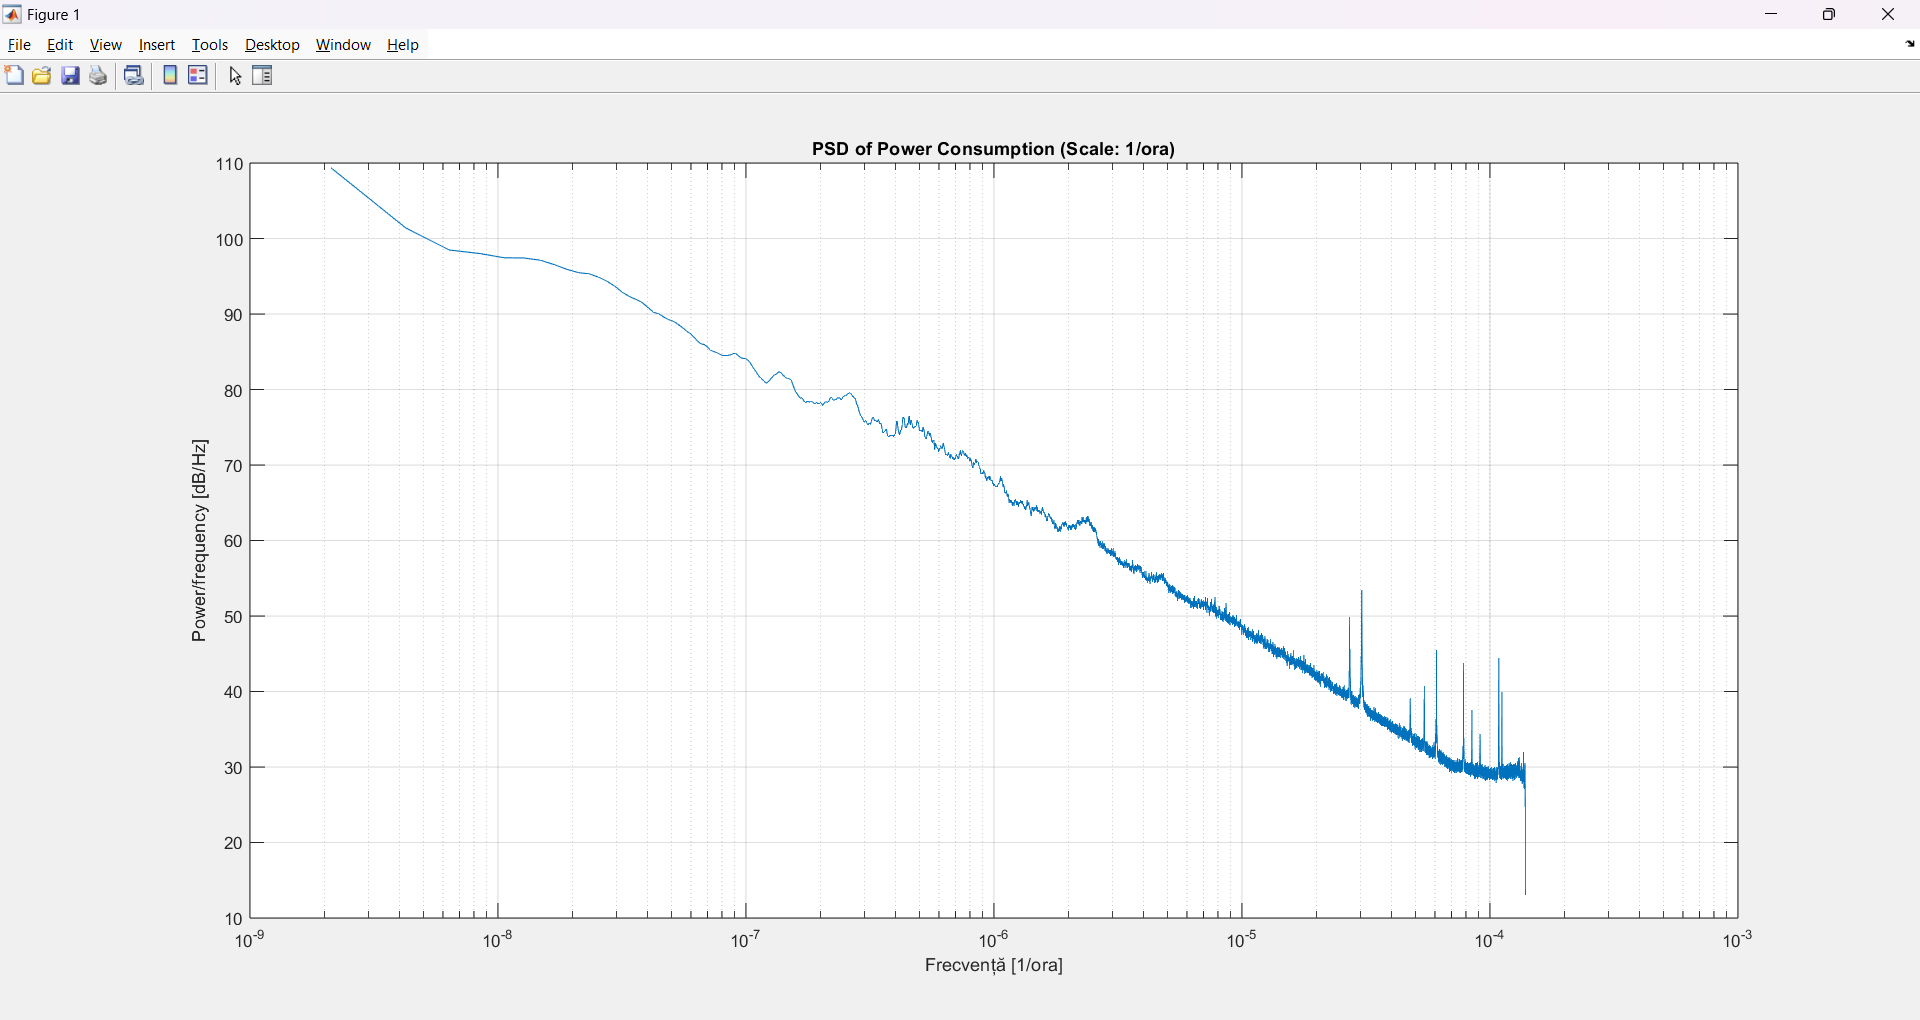 Figure 1
File Edit View Insert Tools Desktop Window Help
PSD of Power Consumption (Scale: 1/ora)
110
100
90
80
70
60
50
40
30
20
10
Power/frequency [dB/Hz]
10^-9 10^-8 10^-7 10^-6 10^-5 10^-4 10^-3
Frecvență [1/ora]